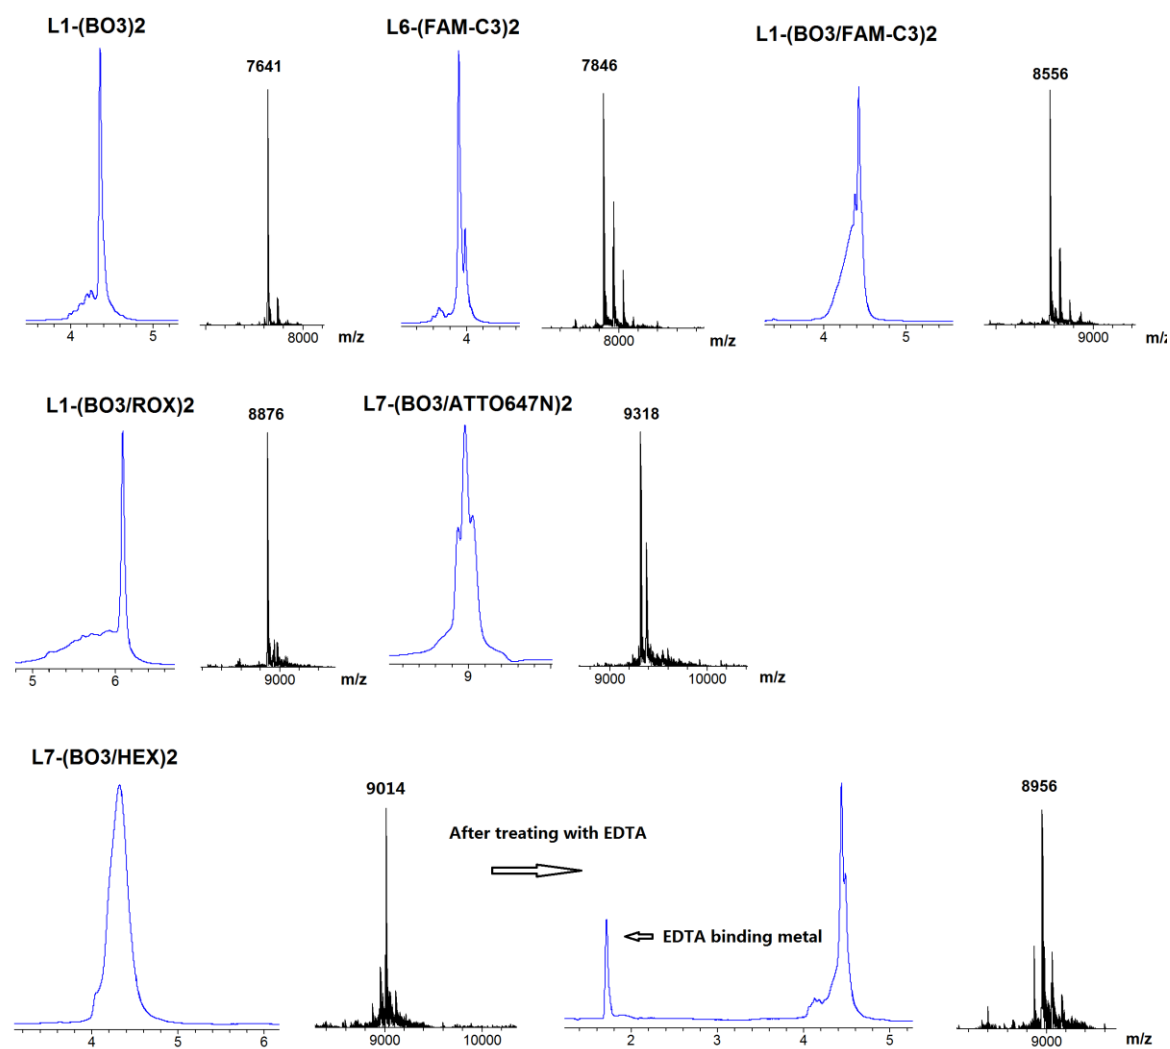 L1-(BO3)2
L6-(FAM-C3)2
L1-(BO3/FAM-C3)2
7641
7846
8556
4 5
8000 m/z
4
8000 m/z
4 5
9000 m/z
L1-(BO3/ROX)2
8876
L7-(BO3/ATTO647N)2
9318
5 6
9000 m/z
9
9000 10000 m/z
L7-(BO3/HEX)2
9014
After treating with EDTA
8956
EDTA binding metal
4 5 6
9000 10000
2 3 4 5
9000 m/z